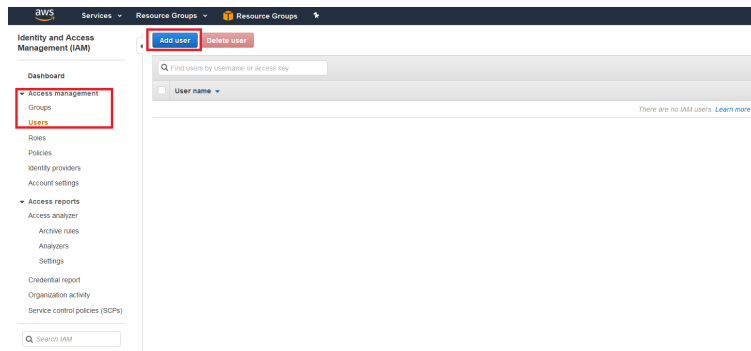 aws
Services
Resource Groups
Resource Groups
Identity and Access
Management (IAM)
Dashboard
Access management
Groups
Users
Roles
Policies
Identity providers
Account settings
Access reports
Access analyzer
Archive rules
Analyzers
Settings
Credential report
Organization activity
Service control policies (SCPs)
Search IAM
Add user
Delete user
Find users by username or access key
User name
There are no IAM users. Learn more